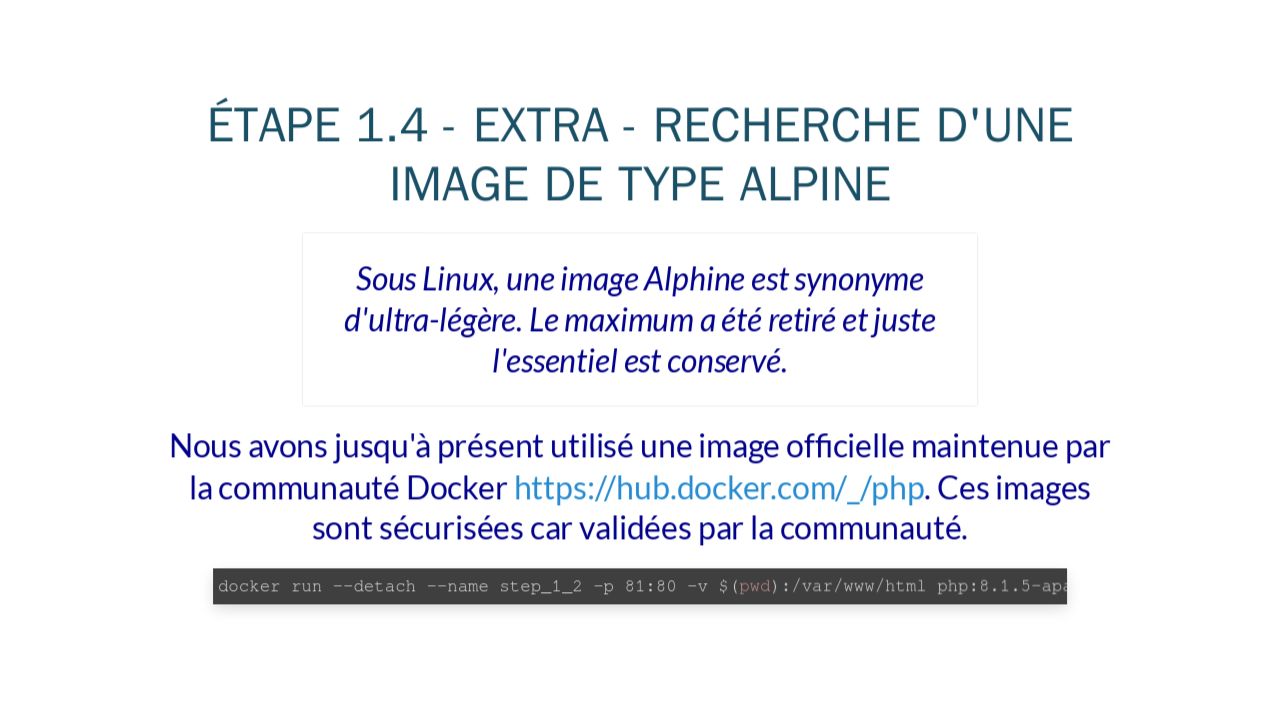 ÉTAPE 1.4 - EXTRA - RECHERCHE D'UNE
IMAGE DE TYPE ALPINE
Sous Linux, une image Alphine est synonyme
d'ultra-légère. Le maximum a été retiré et juste
l'essentiel est conservé.
Nous avons jusqu'à présent utilisé une image officielle maintenue par
la communauté Docker https://hub.docker.com/_/php. Ces images
sont sécurisées car validées par la communauté.
docker run --detach --name step_1_2 -p 81:80 -v $(pwd):/var/www/html php:8.1.5-apa